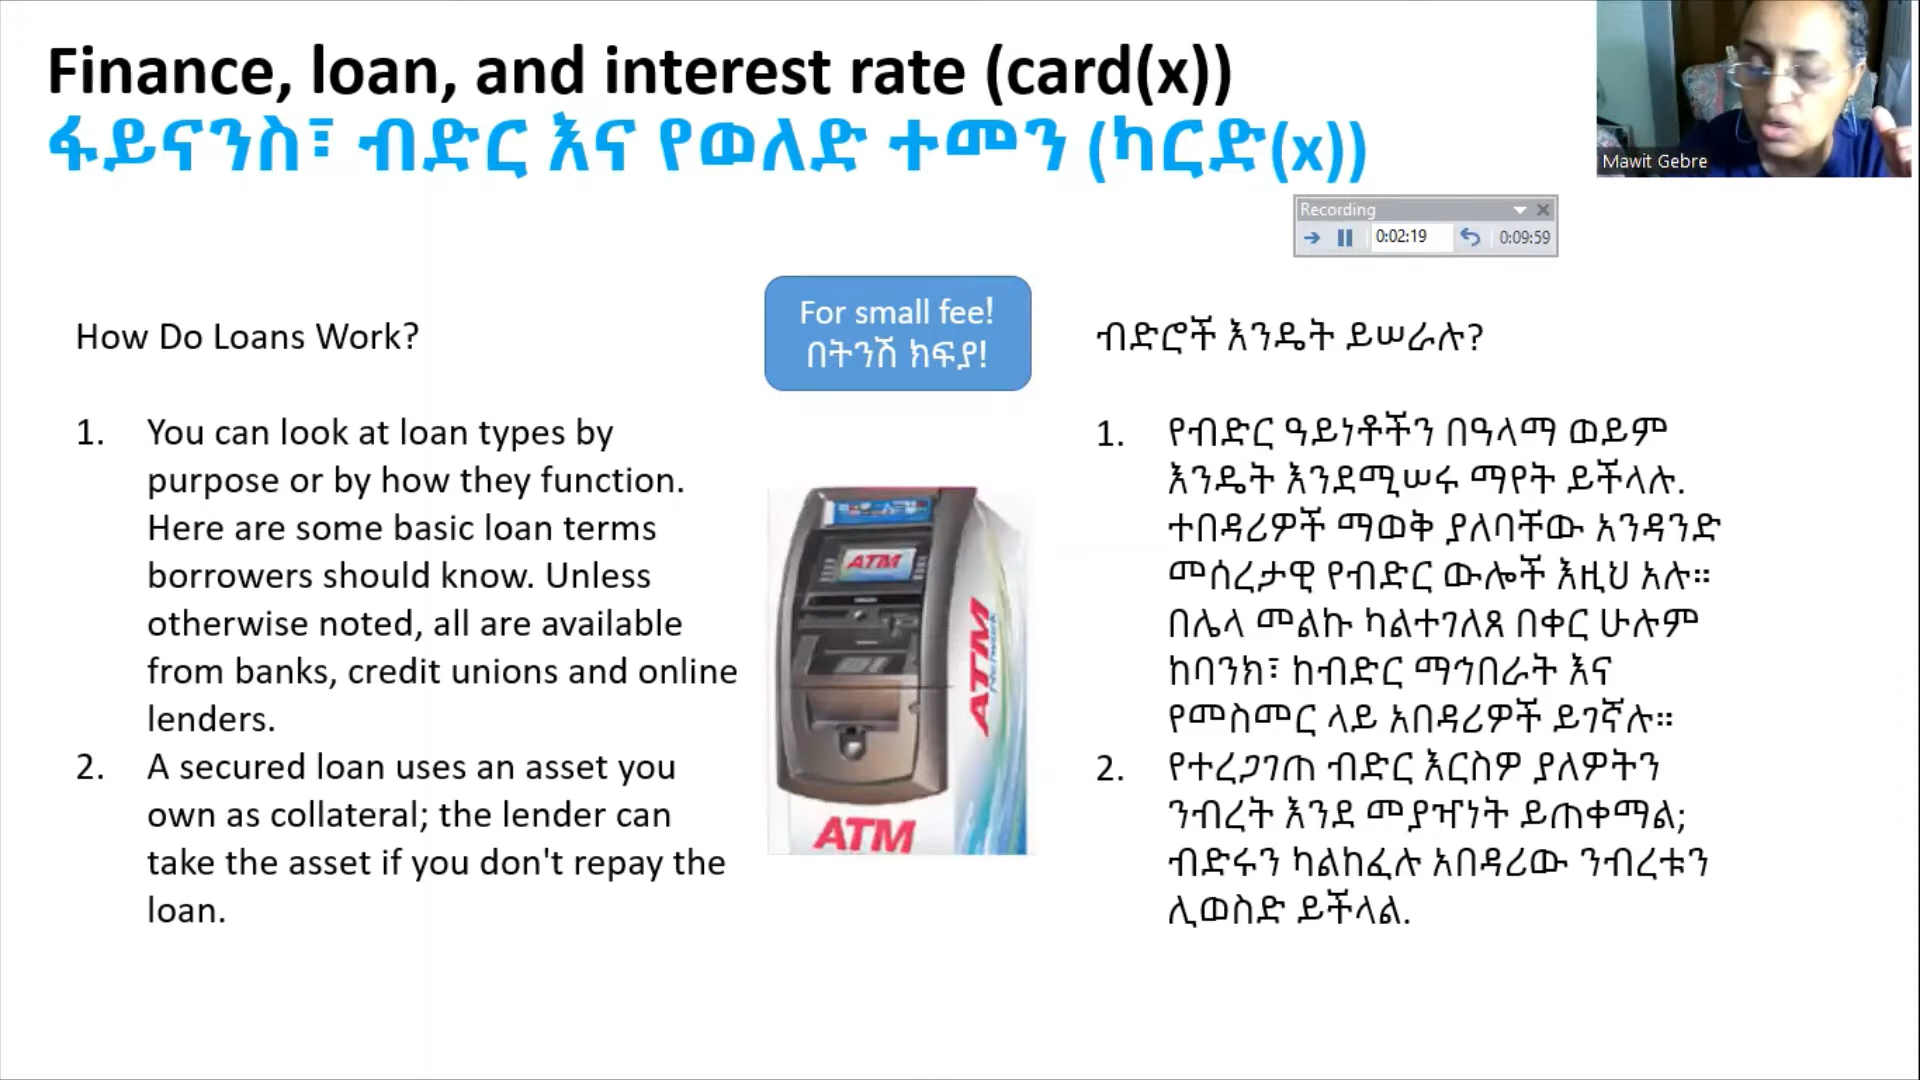 Finance, loan, and interest rate (card(x))
ፋይናንስ፣ ብድር እና የወለድ ተመን (ካርድ(x))
Mawit Gebre
Recording
0:02:19
0:09:59
How Do Loans Work?
1. You can look at loan types by
purpose or by how they function.
Here are some basic loan terms
borrowers should know. Unless
otherwise noted, all are available
from banks, credit unions and online
lenders.
2. A secured loan uses an asset you
own as collateral; the lender can
take the asset if you don't repay the
loan.
For small fee!
በትንሽ ክፍያ!
ATM
ATM
Network
ATM
ብድሮች እንዴት ይሠራሉ?
1. የብድር ዓይነቶችን በዓላማ ወይም
እንዴት እንደሚሠሩ ማየት ይችላሉ.
ተበዳሪዎች ማወቅ ያለባቸው አንዳንድ
መሰረታዊ የብድር ውሎች እዚህ አሉ።
በሌላ መልኩ ካልተገለጸ በቀር ሁሉም
ከባንክ፣ ከብድር ማኅበራት እና
የመስመር ላይ አበዳሪዎች ይገኛሉ።
2. የተረጋገጠ ብድር እርስዎ ያለዎትን
ንብረት እንደ መያዣነት ይጠቀማል;
ብድሩን ካልከፈሉ አበዳሪው ንብረቱን
ሊወስድ ይችላል.